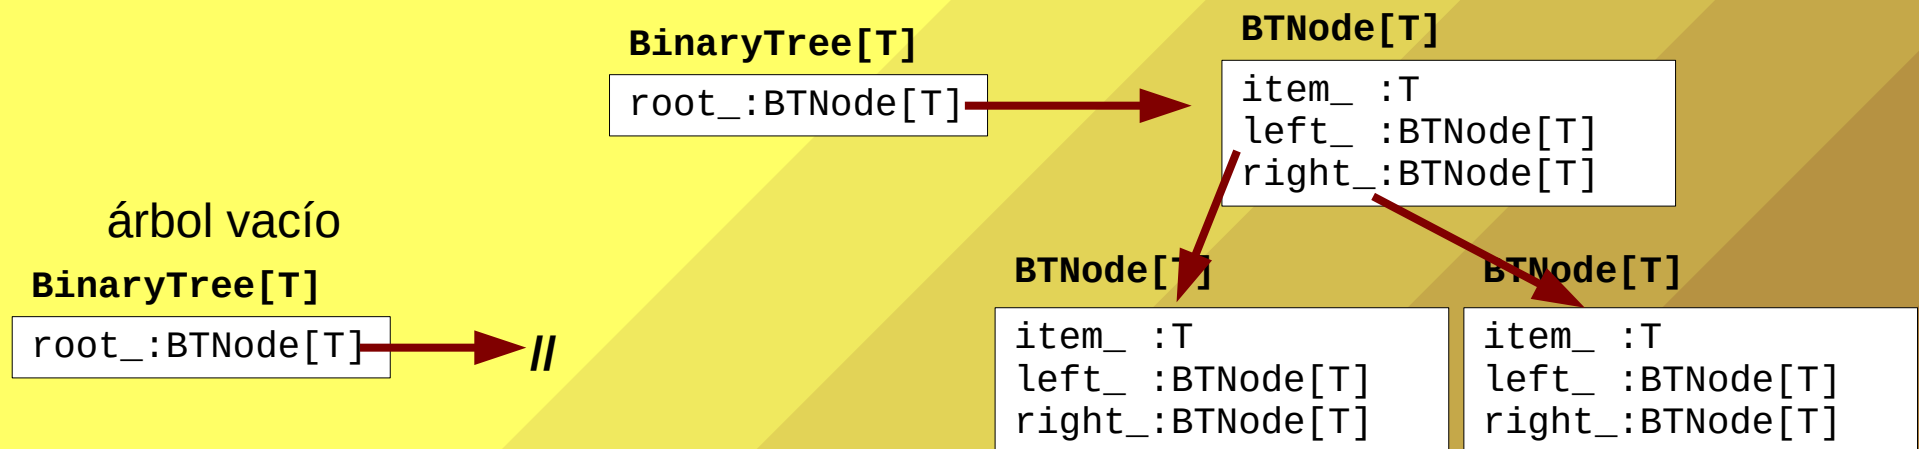 BinaryTree[T]
root_:BTNode[T]
BTNode[T]
item_ :T
left_ :BTNode[T]
right_:BTNode[T]
árbol vacío
BinaryTree[T]
root_:BTNode[T]
//
BTNode[T]
item_ :T
left_ :BTNode[T]
right_:BTNode[T]
BTNode[T]
item_ :T
left_ :BTNode[T]
right_:BTNode[T]